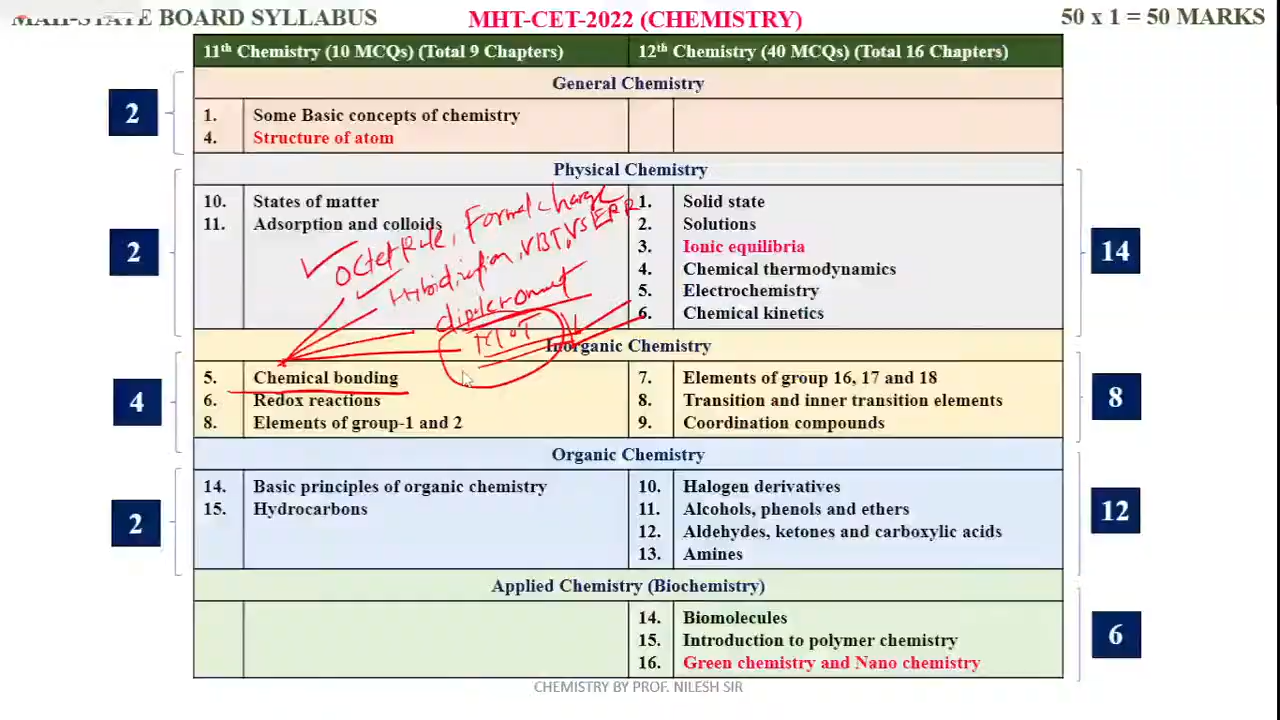 MAH-STATE BOARD SYLLABUS
MHT-CET-2022 (CHEMISTRY)
50 x 1 = 50 MARKS
11th Chemistry (10 MCQs) (Total 9 Chapters)
12th Chemistry (40 MCQs) (Total 16 Chapters)
General Chemistry
2
1. Some Basic concepts of chemistry
4. Structure of atom
Physical Chemistry
2
10. States of matter
11. Adsorption and colloids
1. Solid state
2. Solutions
3. Ionic equilibria
4. Chemical thermodynamics
5. Electrochemistry
6. Chemical kinetics
14
Octet Rule, Formal charge
Hybridization, VBT, VSEPR
dipole moment
MOT
Inorganic Chemistry
4
5. Chemical bonding
6. Redox reactions
8. Elements of group-1 and 2
7. Elements of group 16, 17 and 18
8. Transition and inner transition elements
9. Coordination compounds
8
Organic Chemistry
2
14. Basic principles of organic chemistry
15. Hydrocarbons
10. Halogen derivatives
11. Alcohols, phenols and ethers
12. Aldehydes, ketones and carboxylic acids
13. Amines
12
Applied Chemistry (Biochemistry)
14. Biomolecules
15. Introduction to polymer chemistry
16. Green chemistry and Nano chemistry
6
CHEMISTRY BY PROF. NILESH SIR